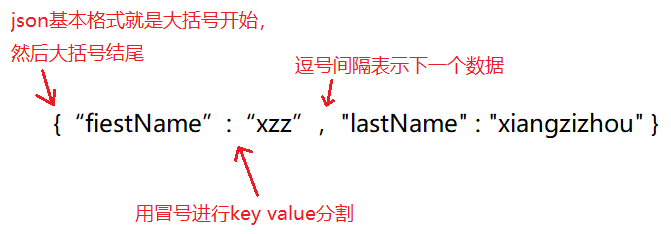 json基本格式就是大括号开始，
然后大括号结尾
逗号间隔表示下一个数据
{“fiestName”:“xzz”, "lastName" : "xiangzizhou" }
用冒号进行key value分割